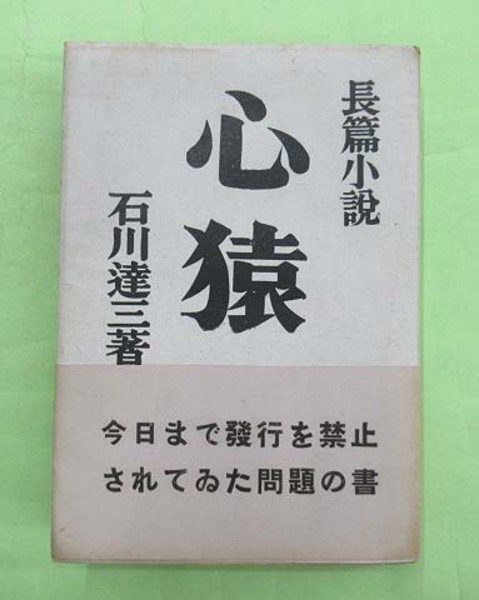 長篇小説
心猿
石川達三著
今日まで發行を禁止
されてゐた問題の書